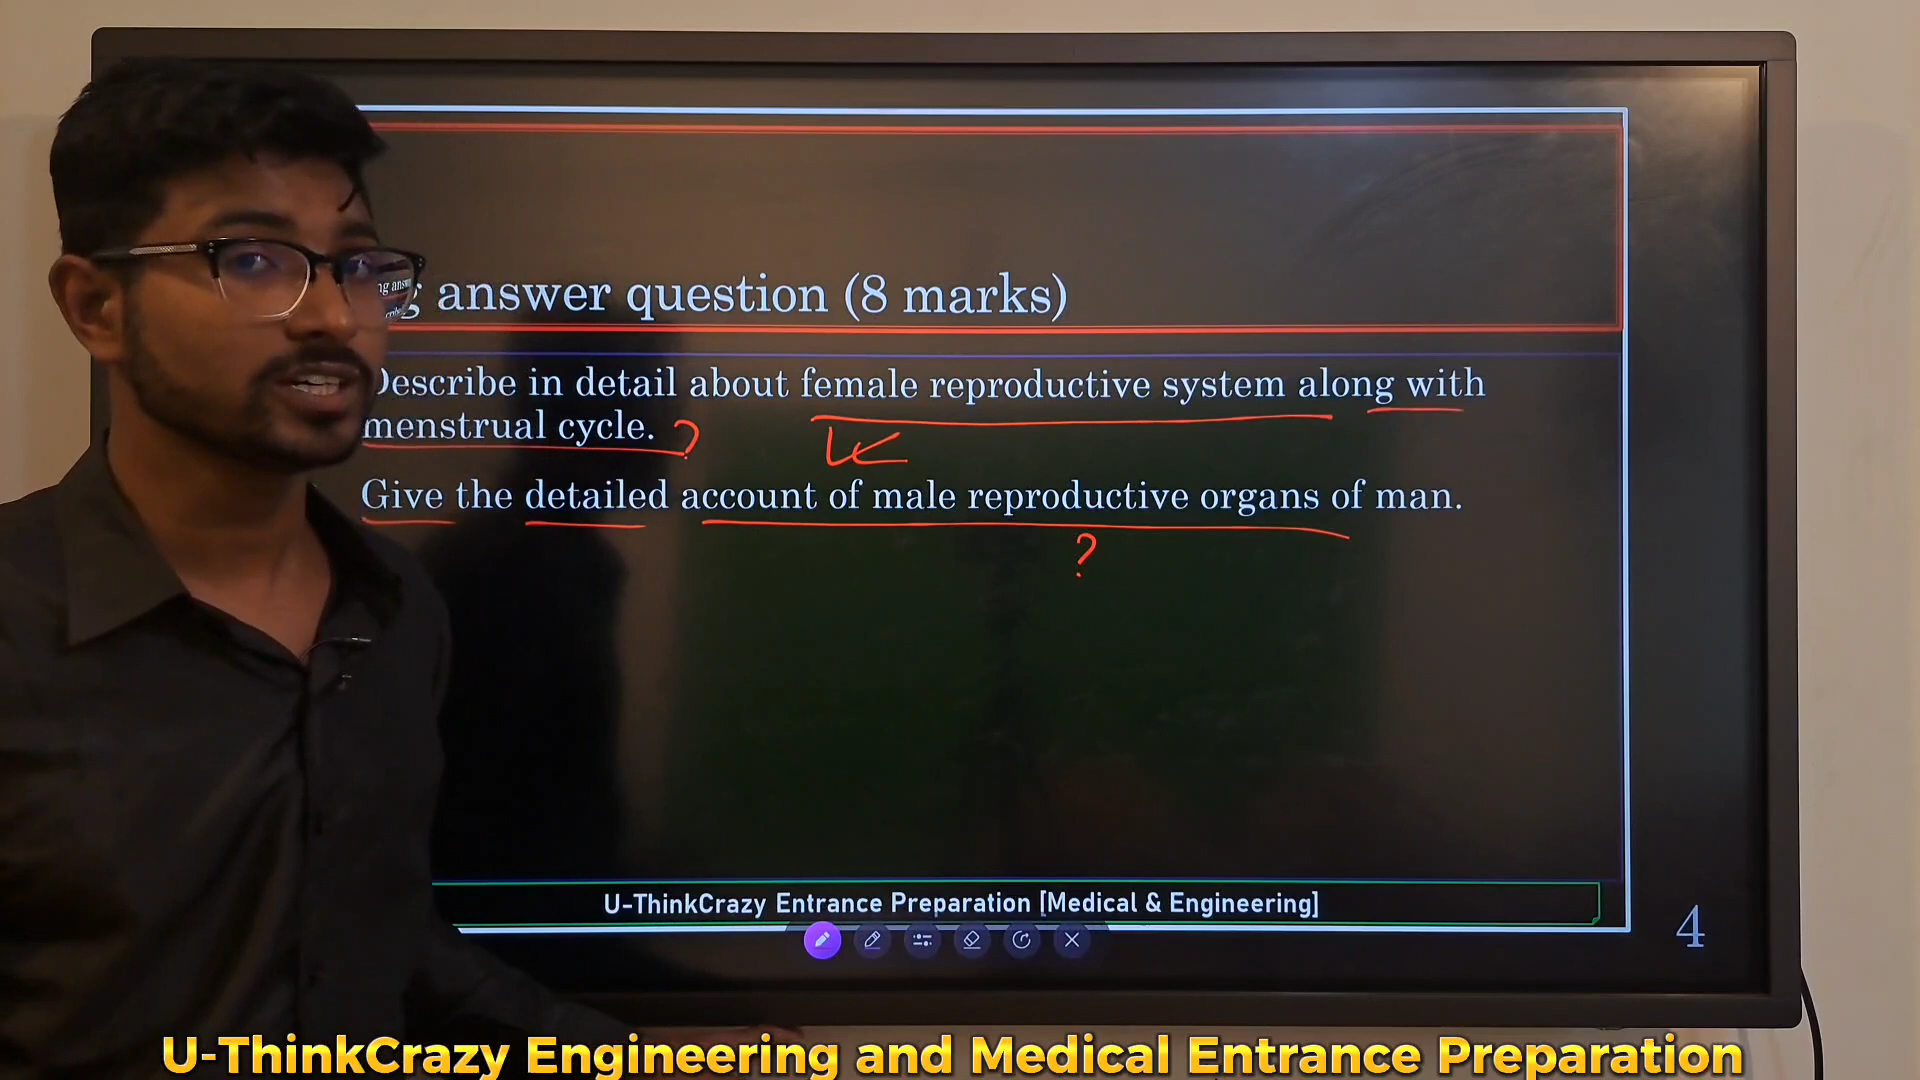 answer question (8 marks)
Describe in detail about female reproductive system along with
menstrual cycle. ?
Give the detailed account of male reproductive organs of man.
?
U-ThinkCrazy Entrance Preparation [Medical & Engineering]
4
U-ThinkCrazy Engineering and Medical Entrance Preparation